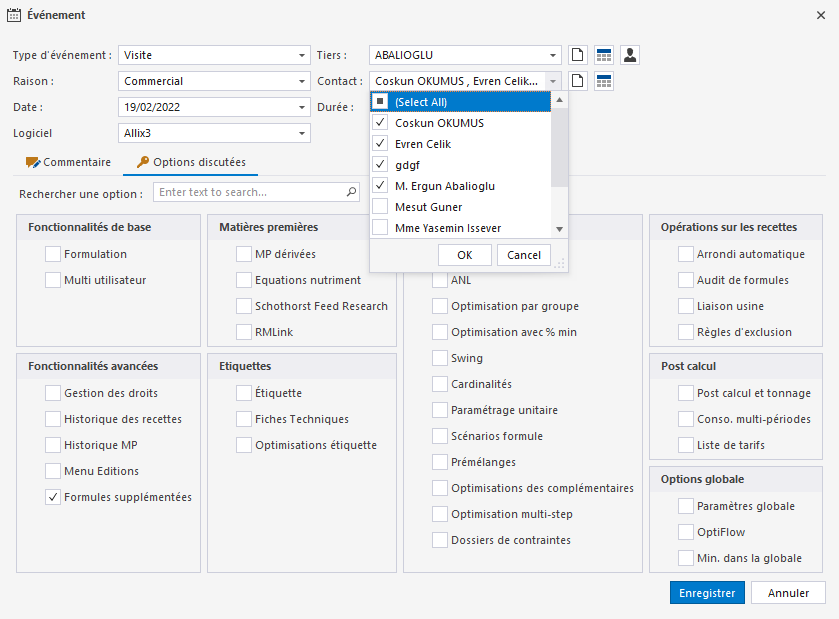 Événement
Type d'événement : Visite Tiers : ABALIOGLU
Raison : Commercial Contact : Coskun OKUMUS , Evren Celik...
Date : 19/02/2022 Durée :
Logiciel Allix3
(Select All)
Coskun OKUMUS
Evren Celik
gdgf
M. Ergun Abalioglu
Mesut Guner
Mme Yasemin Issever
OK Cancel
Commentaire Options discutées
Rechercher une option : Enter text to search...
Fonctionnalités de base
Formulation
Multi utilisateur
Matières premières
MP dérivées
Equations nutriment
Schothorst Feed Research
RMLink
ANL
Optimisation par groupe
Optimisation avec % min
Swing
Cardinalités
Paramétrage unitaire
Scénarios formule
Prémélanges
Optimisations des complémentaires
Optimisation multi-step
Dossiers de contraintes
Opérations sur les recettes
Arrondi automatique
Audit de formules
Liaison usine
Règles d'exclusion
Fonctionnalités avancées
Gestion des droits
Historique des recettes
Historique MP
Menu Editions
Formules supplémentées
Etiquettes
Étiquette
Fiches Techniques
Optimisations étiquette
Post calcul
Post calcul et tonnage
Conso. multi-périodes
Liste de tarifs
Options globale
Paramètres globale
OptiFlow
Min. dans la globale
Enregistrer Annuler